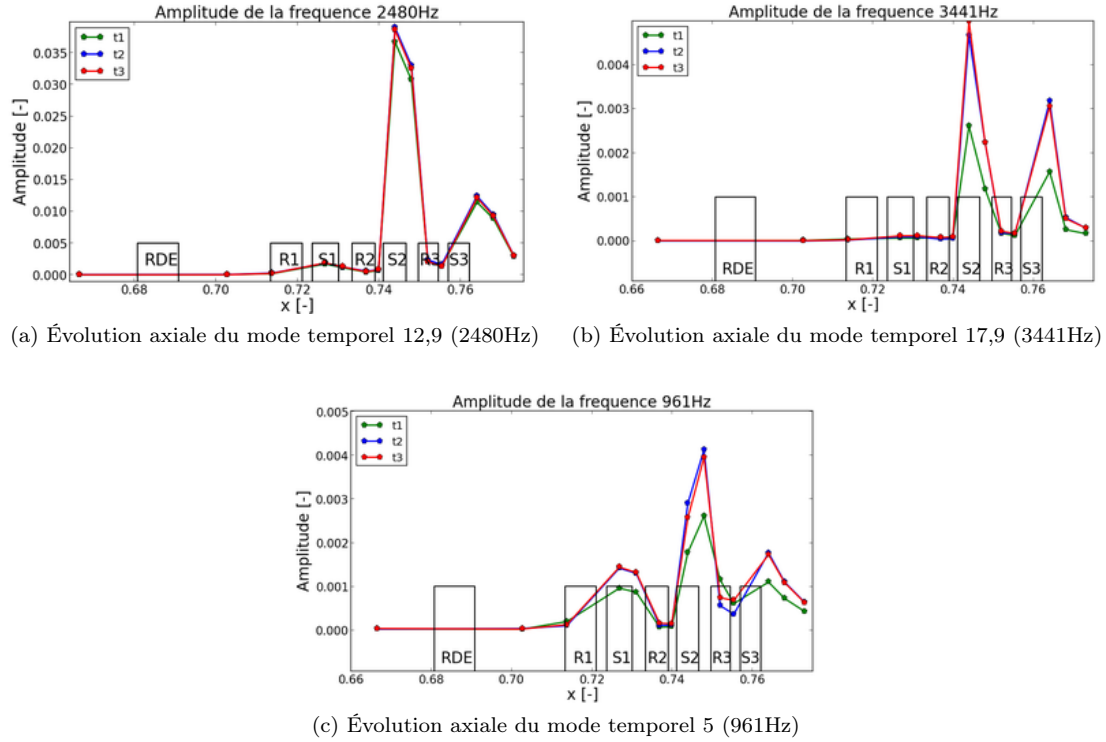 Amplitude de la frequence 2480Hz
t1
t2
t3
0.035
0.030
0.025
0.020
0.015
0.010
0.005
0.000
Amplitude [-]
RDE R1 S1 R2 S2 R3 S3
0.68 0.70 0.72 0.74 0.76
x [-]
(a) Évolution axiale du mode temporel 12,9 (2480Hz)
Amplitude de la frequence 3441Hz
t1
t2
t3
0.004
0.003
0.002
0.001
0.000
Amplitude [-]
RDE R1 S1 R2 S2 R3 S3
0.66 0.68 0.70 0.72 0.74 0.76
x [-]
(b) Évolution axiale du mode temporel 17,9 (3441Hz)
Amplitude de la frequence 961Hz
t1
t2
t3
0.005
0.004
0.003
0.002
0.001
0.000
Amplitude [-]
RDE R1 S1 R2 S2 R3 S3
0.66 0.68 0.70 0.72 0.74 0.76
x [-]
(c) Évolution axiale du mode temporel 5 (961Hz)